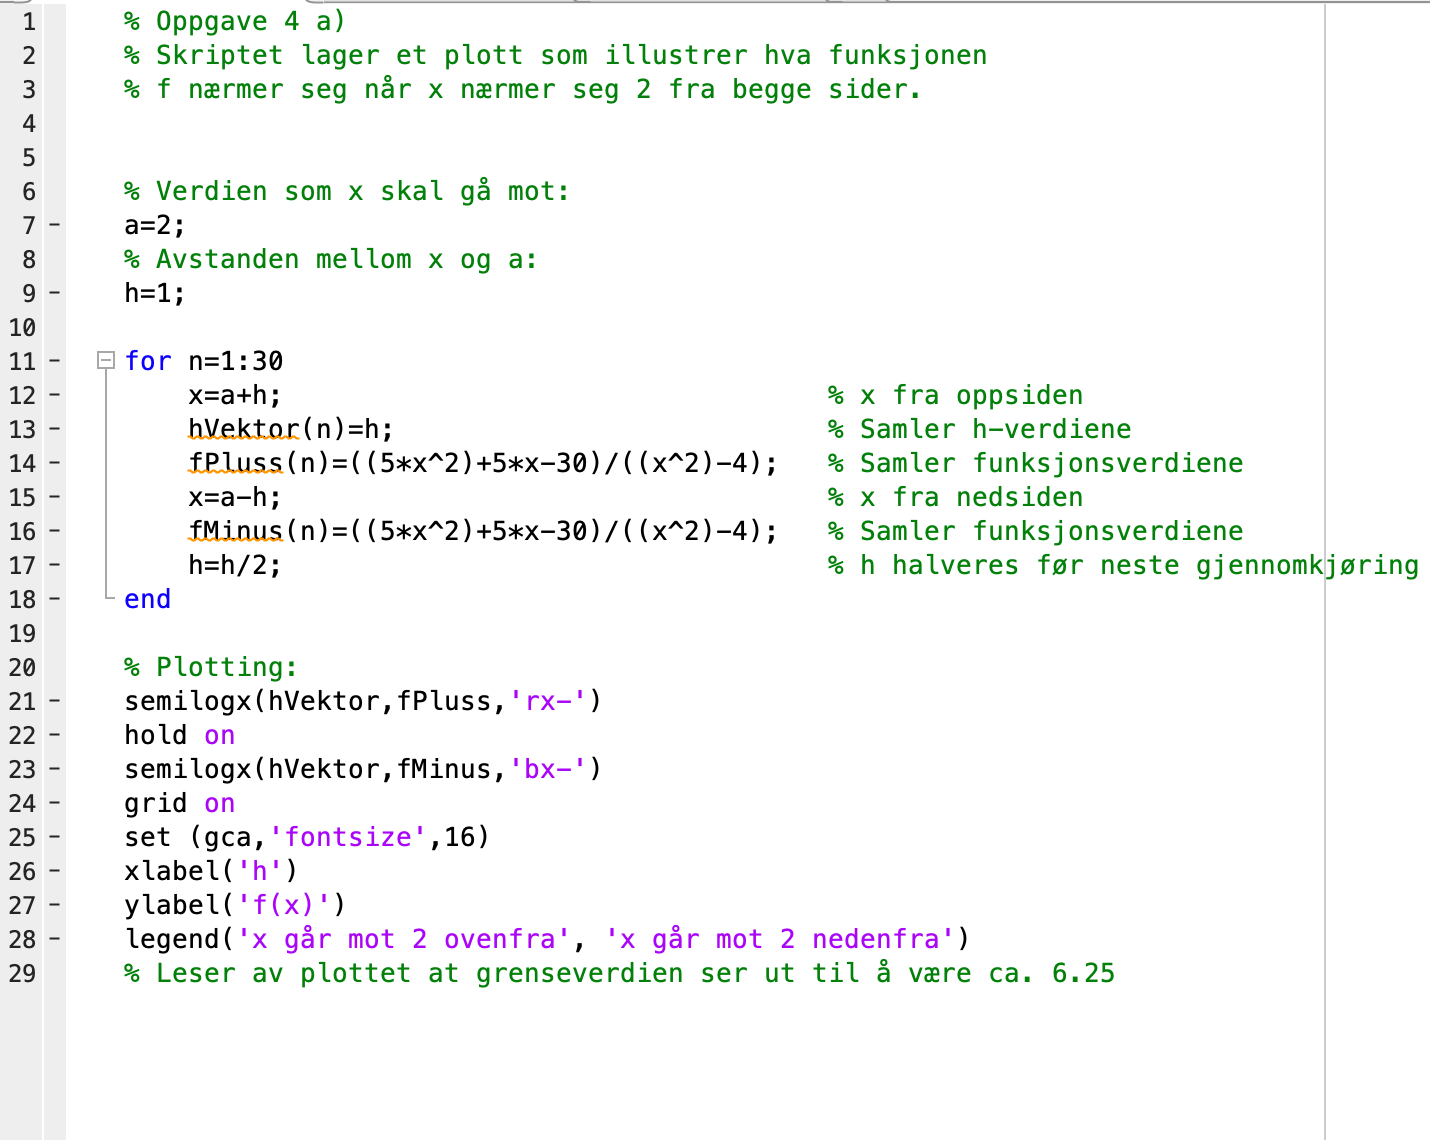 1 % Oppgave 4 a)
2 % Skriptet lager et plott som illustrer hva funksjonen
3 % f nærmer seg når x nærmer seg 2 fra begge sider.
4
5
6 % Verdien som x skal gå mot:
7 - a=2;
8 % Avstanden mellom x og a:
9 - h=1;
10
11 - for n=1:30
12 - x=a+h; % x fra oppsiden
13 - hVektor(n)=h; % Samler h-verdiene
14 - fPluss(n)=((5*x^2)+5*x-30)/((x^2)-4); % Samler funksjonsverdiene
15 - x=a-h; % x fra nedsiden
16 - fMinus(n)=((5*x^2)+5*x-30)/((x^2)-4); % Samler funksjonsverdiene
17 - h=h/2; % h halveres før neste gjennomkjøring
18 - end
19
20 % Plotting:
21 - semilogx(hVektor,fPluss,'rx-')
22 - hold on
23 - semilogx(hVektor,fMinus,'bx-')
24 - grid on
25 - set (gca,'fontsize',16)
26 - xlabel('h')
27 - ylabel('f(x)')
28 - legend('x går mot 2 ovenfra', 'x går mot 2 nedenfra')
29 % Leser av plottet at grenseverdien ser ut til å være ca. 6.25